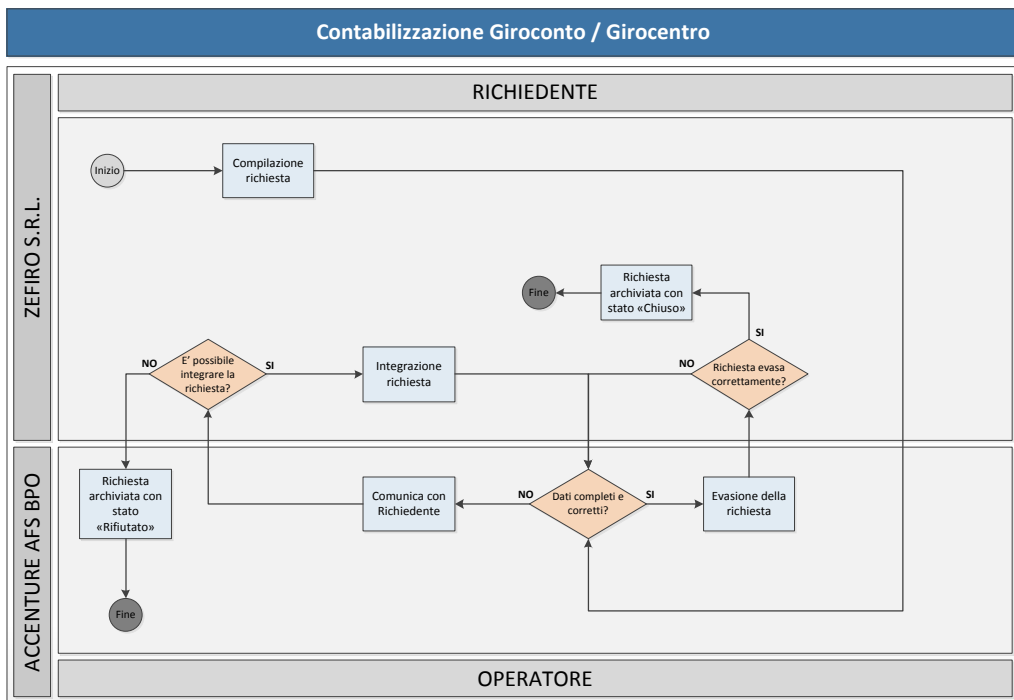 Contabilizzazione Giroconto / Girocentro
ZEFIRO S.R.L.
RICHIEDENTE
Inizio
Compilazione
richiesta
Richiesta
archiviata con
stato «Chiuso»
Fine
SI
NO
E' possibile
integrare la
richiesta?
SI
Integrazione
richiesta
NO
Richiesta evasa
correttamente?
ACCENTURE AFS BPO
Richiesta
archiviata con
stato
«Rifiutato»
Comunica con
Richiedente
NO
Dati completi e
corretti?
SI
Evasione della
richiesta
Fine
OPERATORE